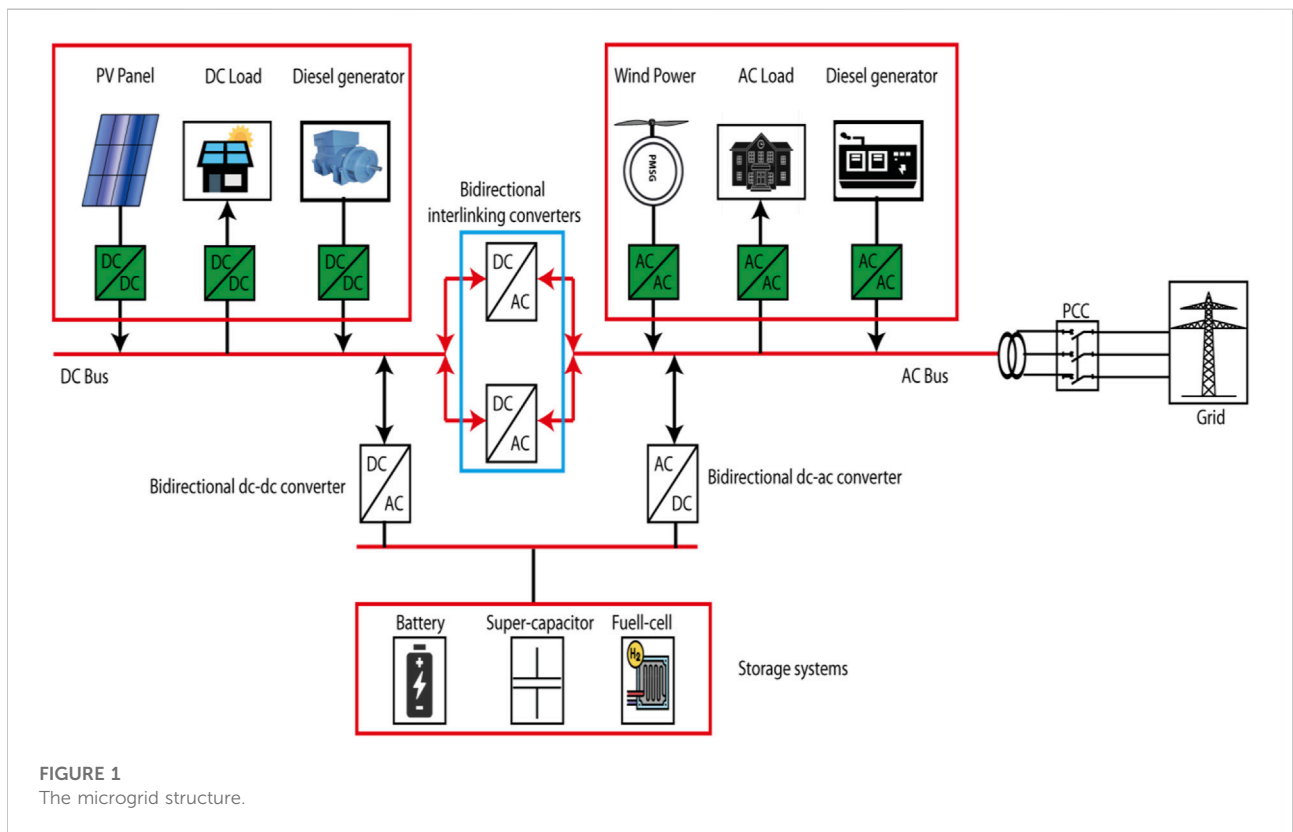 PV Panel
DC Load
Diesel generator
Wind Power
AC Load
Diesel generator
PMSG
DC
DC
DC
DC
DC
DC
Bidirectional
interlinking converters
DC
AC
DC
AC
AC
AC
AC
AC
AC
AC
PCC
Grid
DC Bus
AC Bus
Bidirectional dc-dc converter
DC
AC
AC
DC
Bidirectional dc-ac converter
Battery
Super-capacitor
Fuell-cell
H2
Storage systems
FIGURE 1
The microgrid structure.